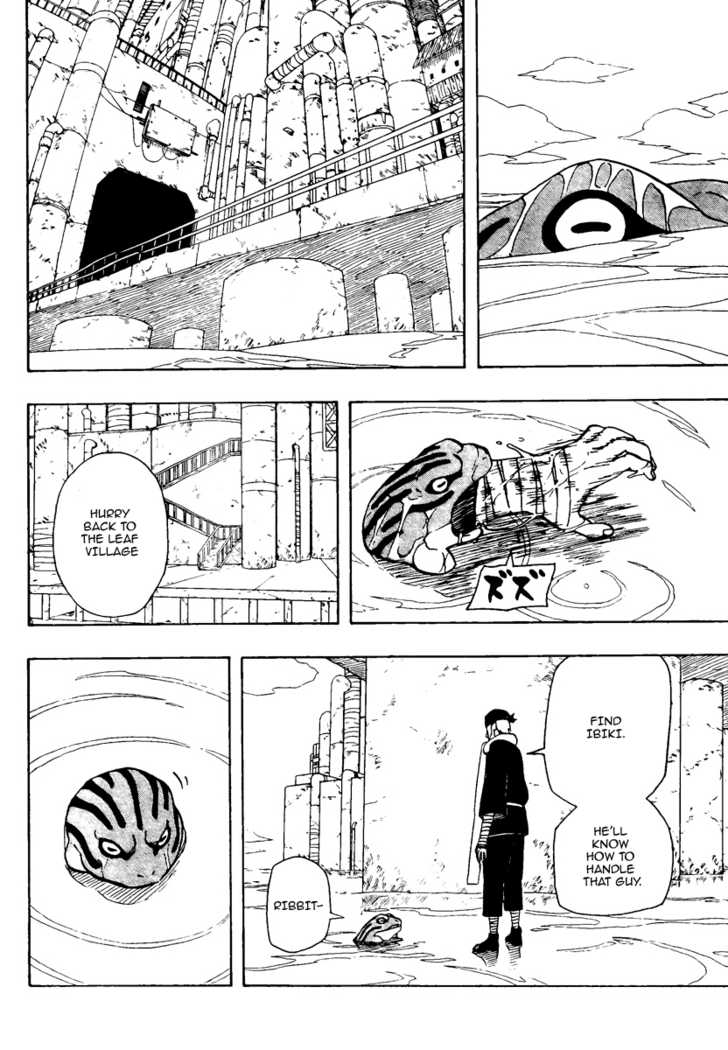 HURRY
BACK TO
THE LEAF
VILLAGE
ズズ
FIND
IBIKI.
HE'LL
KNOW
HOW TO
HANDLE
THAT GUY.
RIBBIT~